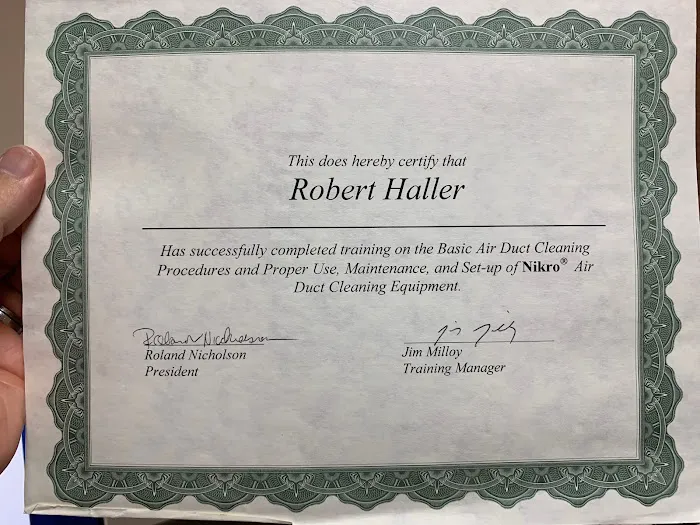 This does hereby certify that
Robert Haller
Has successfully completed training on the Basic Air Duct Cleaning
Procedures and Proper Use, Maintenance, and Set-up of Nikro® Air
Duct Cleaning Equipment.
Roland Nicholson
Roland Nicholson
President
Jim Milloy
Training Manager